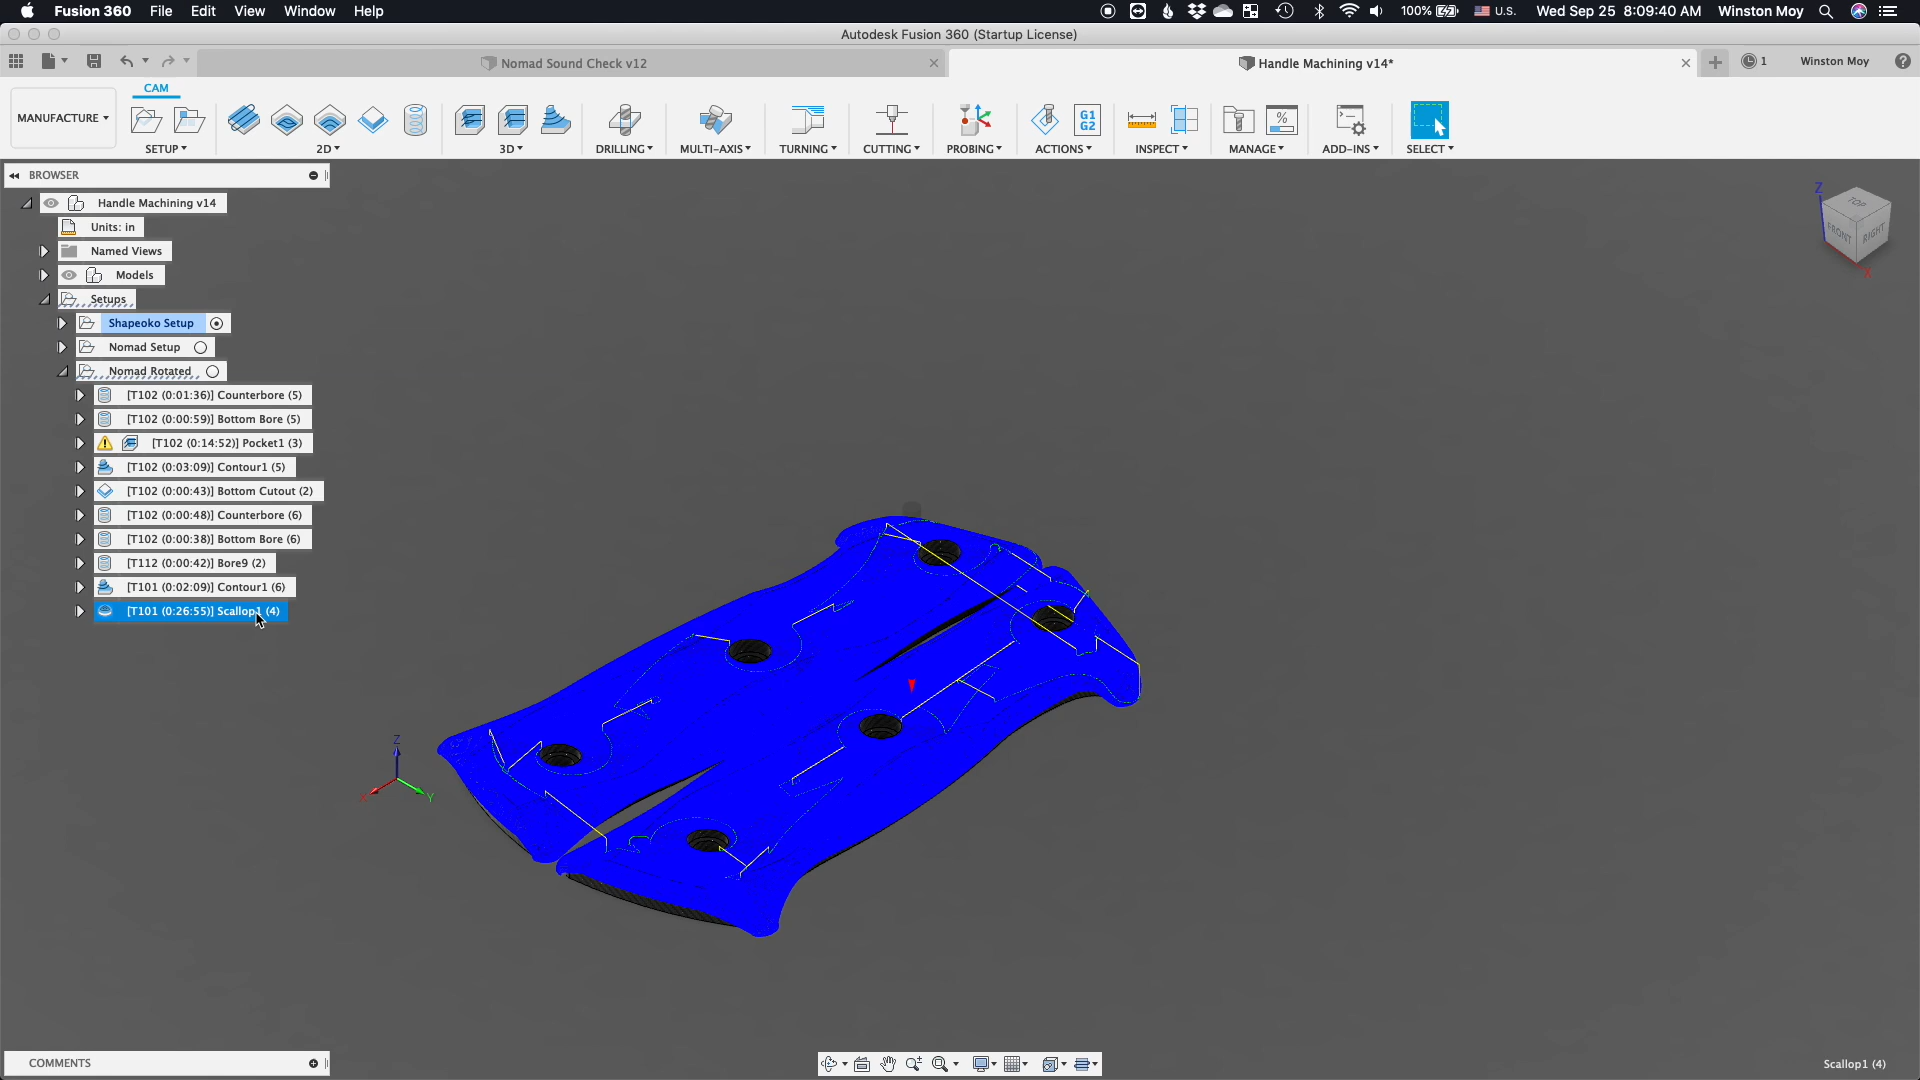 Fusion 360 File Edit View Window Help 100% U.S. Wed Sep 25 8:09:40 AM Winston Moy
Autodesk Fusion 360 (Startup License)
Nomad Sound Check v12
Handle Machining v14*
1 Winston Moy
CAM
MANUFACTURE
G1
G2
%
SETUP 2D 3D DRILLING MULTI-AXIS TURNING CUTTING PROBING ACTIONS INSPECT MANAGE ADD-INS SELECT
BROWSER
Handle Machining v14
Units: in
Named Views
Models
Setups
Shapeoko Setup
Nomad Setup
Nomad Rotated
[T102 (0:01:36)] Counterbore (5)
[T102 (0:00:59)] Bottom Bore (5)
[T102 (0:14:52)] Pocket1 (3)
[T102 (0:03:09)] Contour1 (5)
[T102 (0:00:43)] Bottom Cutout (2)
[T102 (0:00:48)] Counterbore (6)
[T102 (0:00:38)] Bottom Bore (6)
[T112 (0:00:42)] Bore9 (2)
[T101 (0:02:09)] Contour1 (6)
[T101 (0:26:55)] Scallop1 (4)
Z
TOP
FRONT RIGHT
X
Z
X Y
COMMENTS
Scallop1 (4)